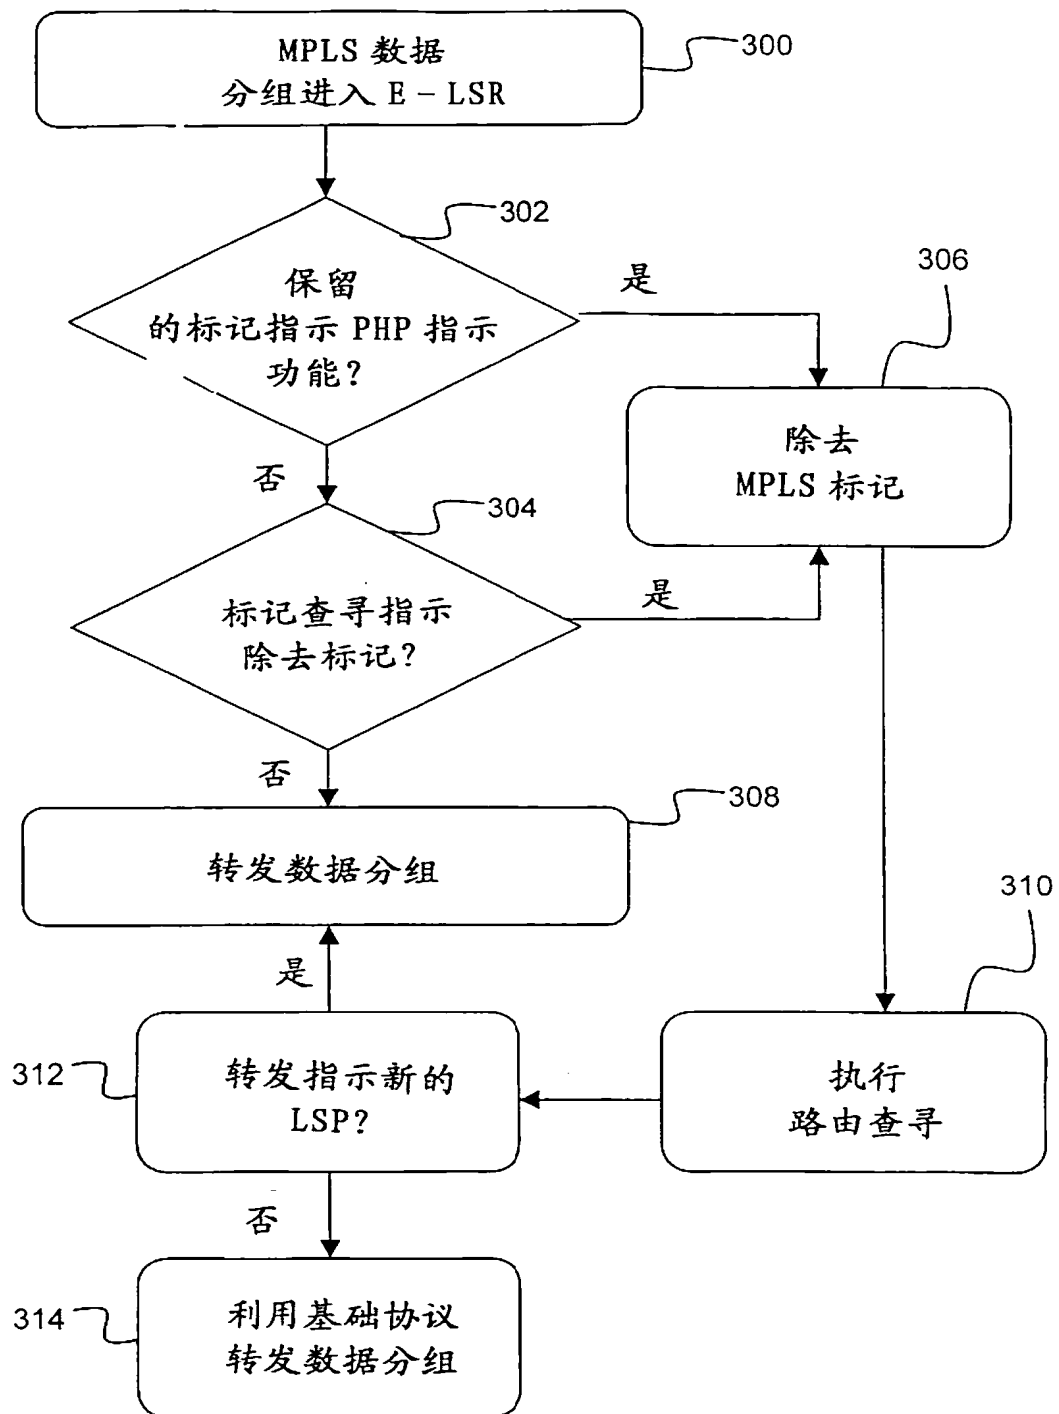 MPLS 数据
分组进入 E-LSR
300
302
保留
的标记指示 PHP 指示
功能?
是
306
除去
MPLS 标记
否
304
标记查寻指示
除去标记?
是
否
308
转发数据分组
310
是
312
转发指示新的
LSP?
执行
路由查寻
否
314
利用基础协议
转发数据分组